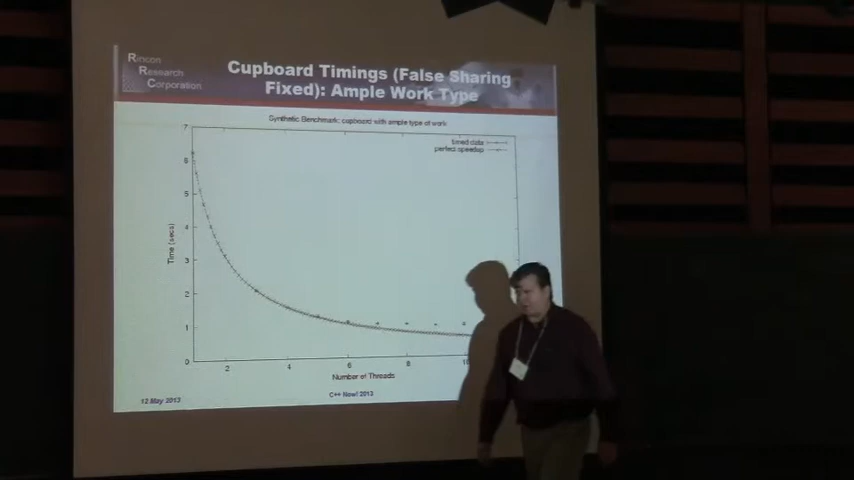 Rincon
Research
Corporation
Cupboard Timings (False Sharing
Fixed): Ample Work Type
Synthetic Benchmark: cupboard with ample type of work
timed data
perfect speedup
7
6
5
4
3
2
1
0
Time (secs)
2
4
6
8
10
Number of Threads
12 May 2013
C++ Now! 2013